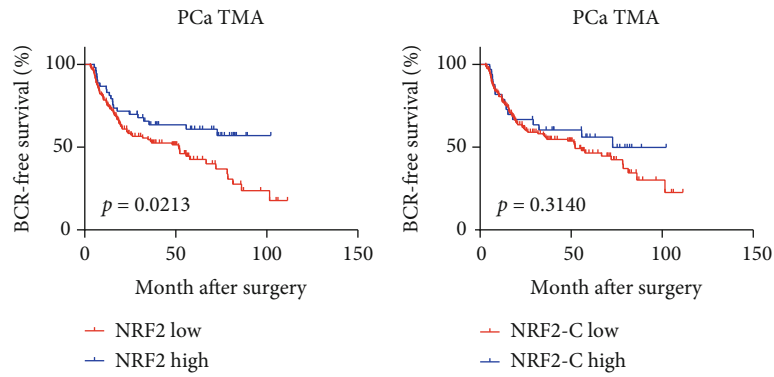 PCa TMA
BCR-free survival (%)
100
50
0
p = 0.0213
0
50
100
150
Month after surgery
NRF2 low
NRF2 high
PCa TMA
BCR-free survival (%)
100
50
0
p = 0.3140
0
50
100
150
Month after surgery
NRF2-C low
NRF2-C high